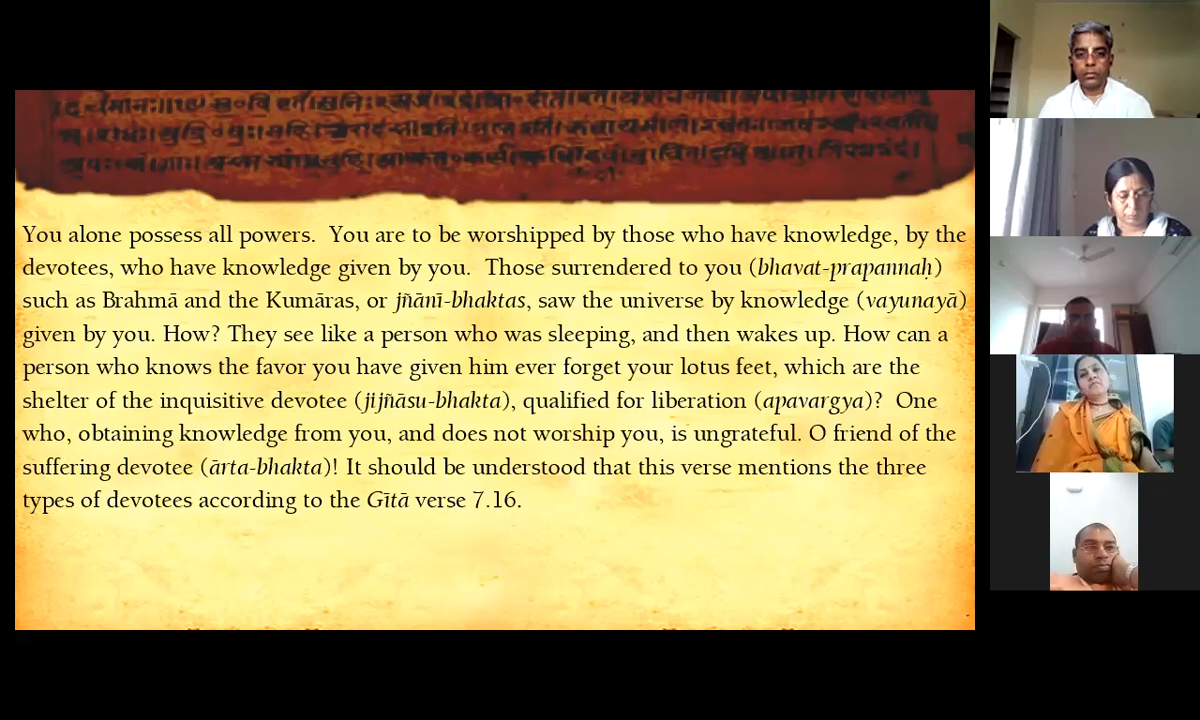 You alone possess all powers.  You are to be worshipped by those who have knowledge, by the
devotees, who have knowledge given by you.  Those surrendered to you (bhavat-prapannaḥ)
such as Brahmā and the Kumāras, or jñānī-bhaktas, saw the universe by knowledge (vayunayā)
given by you. How? They see like a person who was sleeping, and then wakes up. How can a
person who knows the favor you have given him ever forget your lotus feet, which are the
shelter of the inquisitive devotee (jijñāsu-bhakta), qualified for liberation (apavargya)?  One
who, obtaining knowledge from you, and does not worship you, is ungrateful. O friend of the
suffering devotee (ārta-bhakta)! It should be understood that this verse mentions the three
types of devotees according to the Gītā verse 7.16.